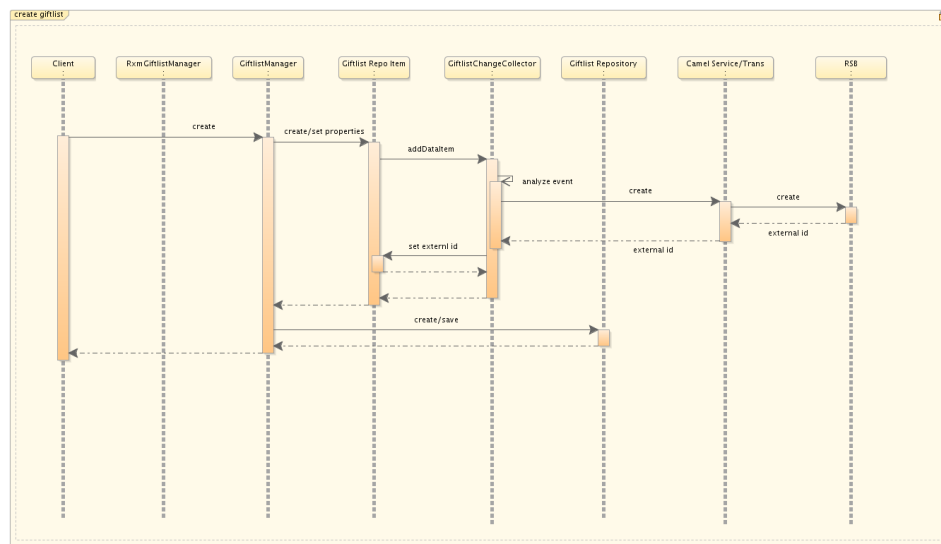 create giftlist
Client
RxmGiftlistManager
GiftlistManager
Giftlist Repo Item
GiftlistChangeCollector
Giftlist Repository
Camel Service/Trans
RSB
create
create/set properties
addDataItem
analyze event
create
create
external id
external id
set externl id
create/save